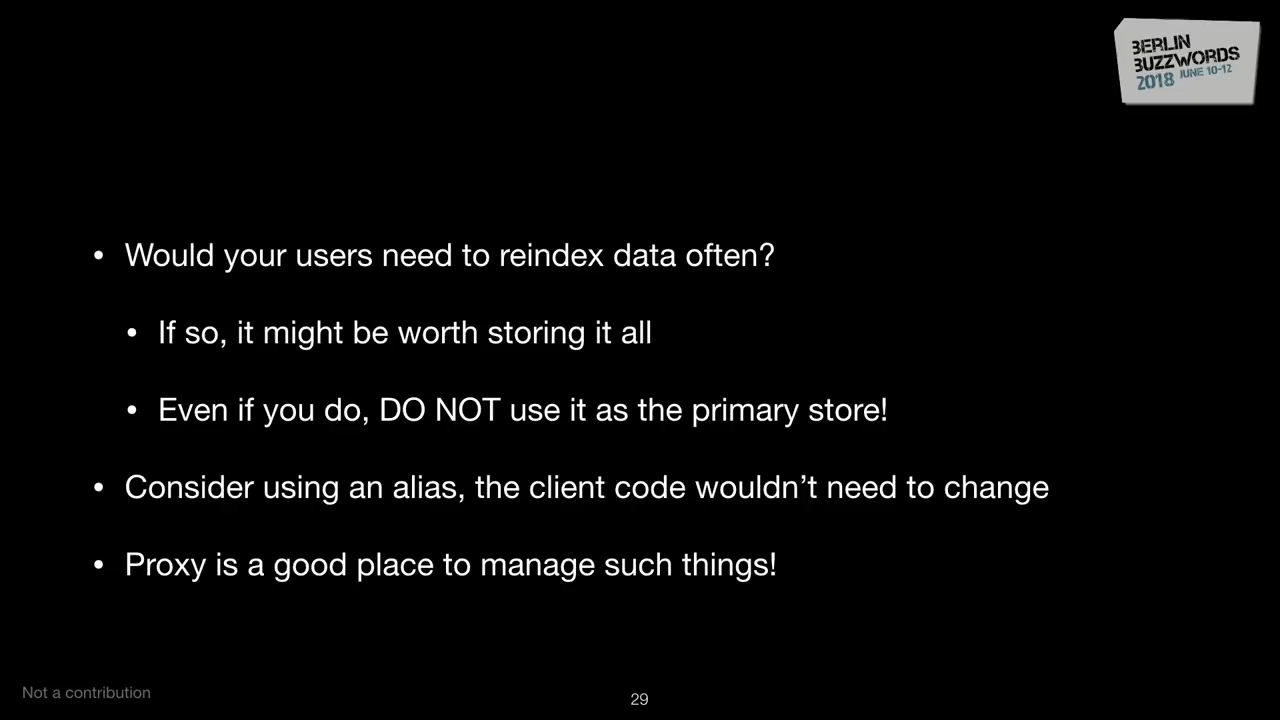 BERLIN
BUZZWORDS
2018 JUNE 10-12
• Would your users need to reindex data often?
• If so, it might be worth storing it all
• Even if you do, DO NOT use it as the primary store!
• Consider using an alias, the client code wouldn’t need to change
• Proxy is a good place to manage such things!
Not a contribution
29